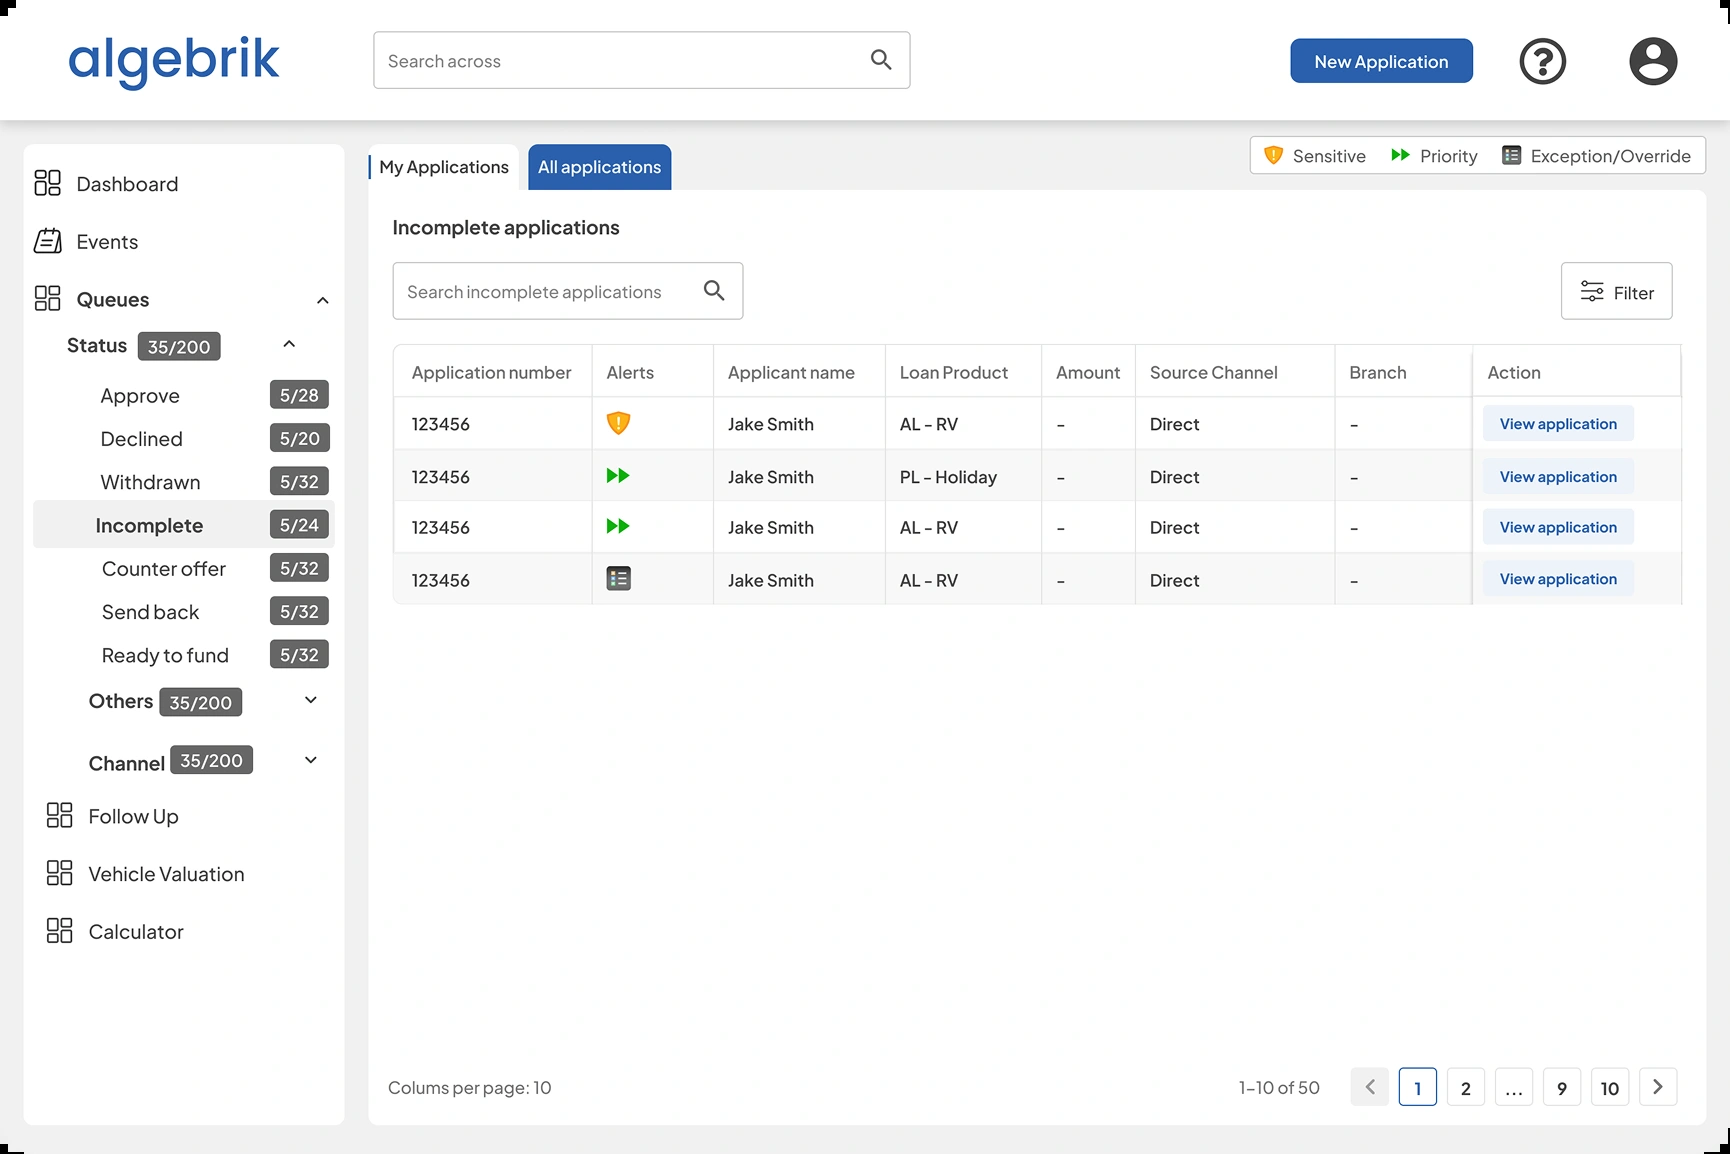 algebrik
Search across
New Application
Dashboard
Events
Queues
Status 35/200
Approve 5/28
Declined 5/20
Withdrawn 5/32
Incomplete 5/24
Counter offer 5/32
Send back 5/32
Ready to fund 5/32
Others 35/200
Channel 35/200
Follow Up
Vehicle Valuation
Calculator
My Applications All applications
Sensitive Priority Exception/Override
Incomplete applications
Search incomplete applications
Filter
Application number Alerts Applicant name Loan Product Amount Source Channel Branch Action
123456 Jake Smith AL - RV - Direct - View application
123456 Jake Smith PL - Holiday - Direct - View application
123456 Jake Smith AL - RV - Direct - View application
123456 Jake Smith AL - RV - Direct - View application
Colums per page: 10
1-10 of 50
1 2 ... 9 10